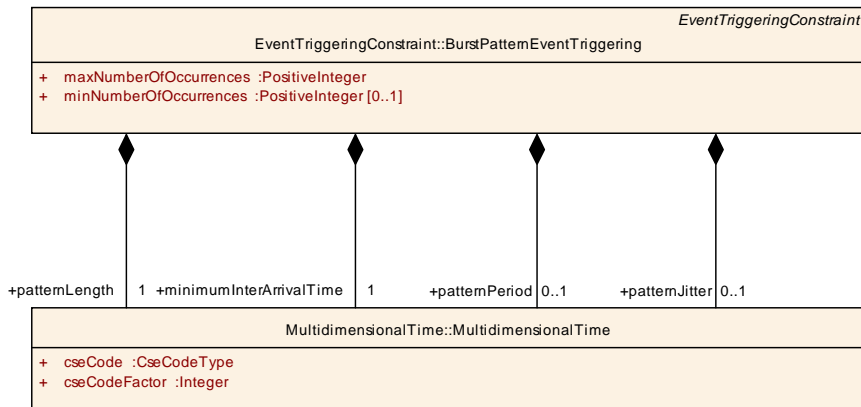 EventTriggeringConstraint
EventTriggeringConstraint::BurstPatternEventTriggering
+ maxNumberOfOccurrences :PositiveInteger
+ minNumberOfOccurrences :PositiveInteger [0..1]
+patternLength 1 +minimumInterArrivalTime 1 +patternPeriod 0..1 +patternJitter 0..1
MultidimensionalTime::MultidimensionalTime
+ cseCode :CseCodeType
+ cseCodeFactor :Integer